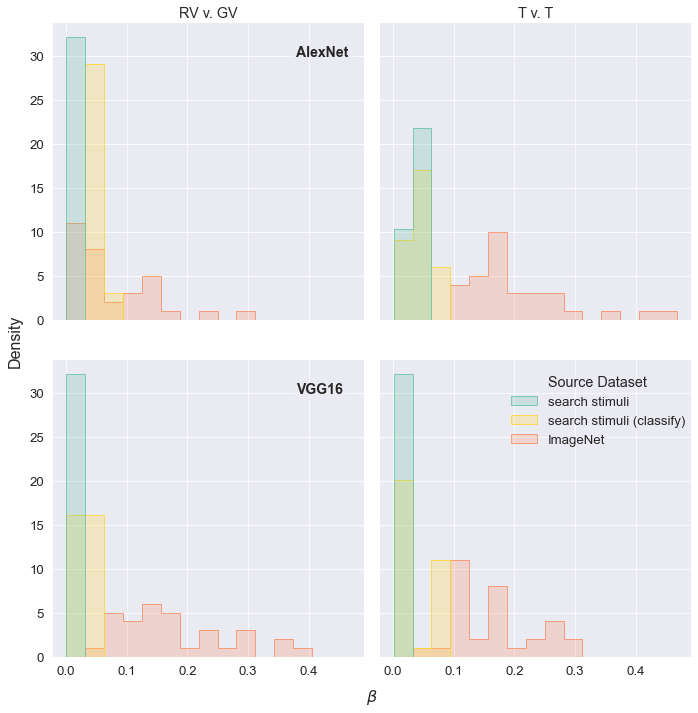 RV v. GV
T v. T
AlexNet
30
25
20
15
10
5
0
Density
VGG16
30
25
20
15
10
5
0
Source Dataset
search stimuli
search stimuli (classify)
ImageNet
0.0 0.1 0.2 0.3 0.4
0.0 0.1 0.2 0.3 0.4
β